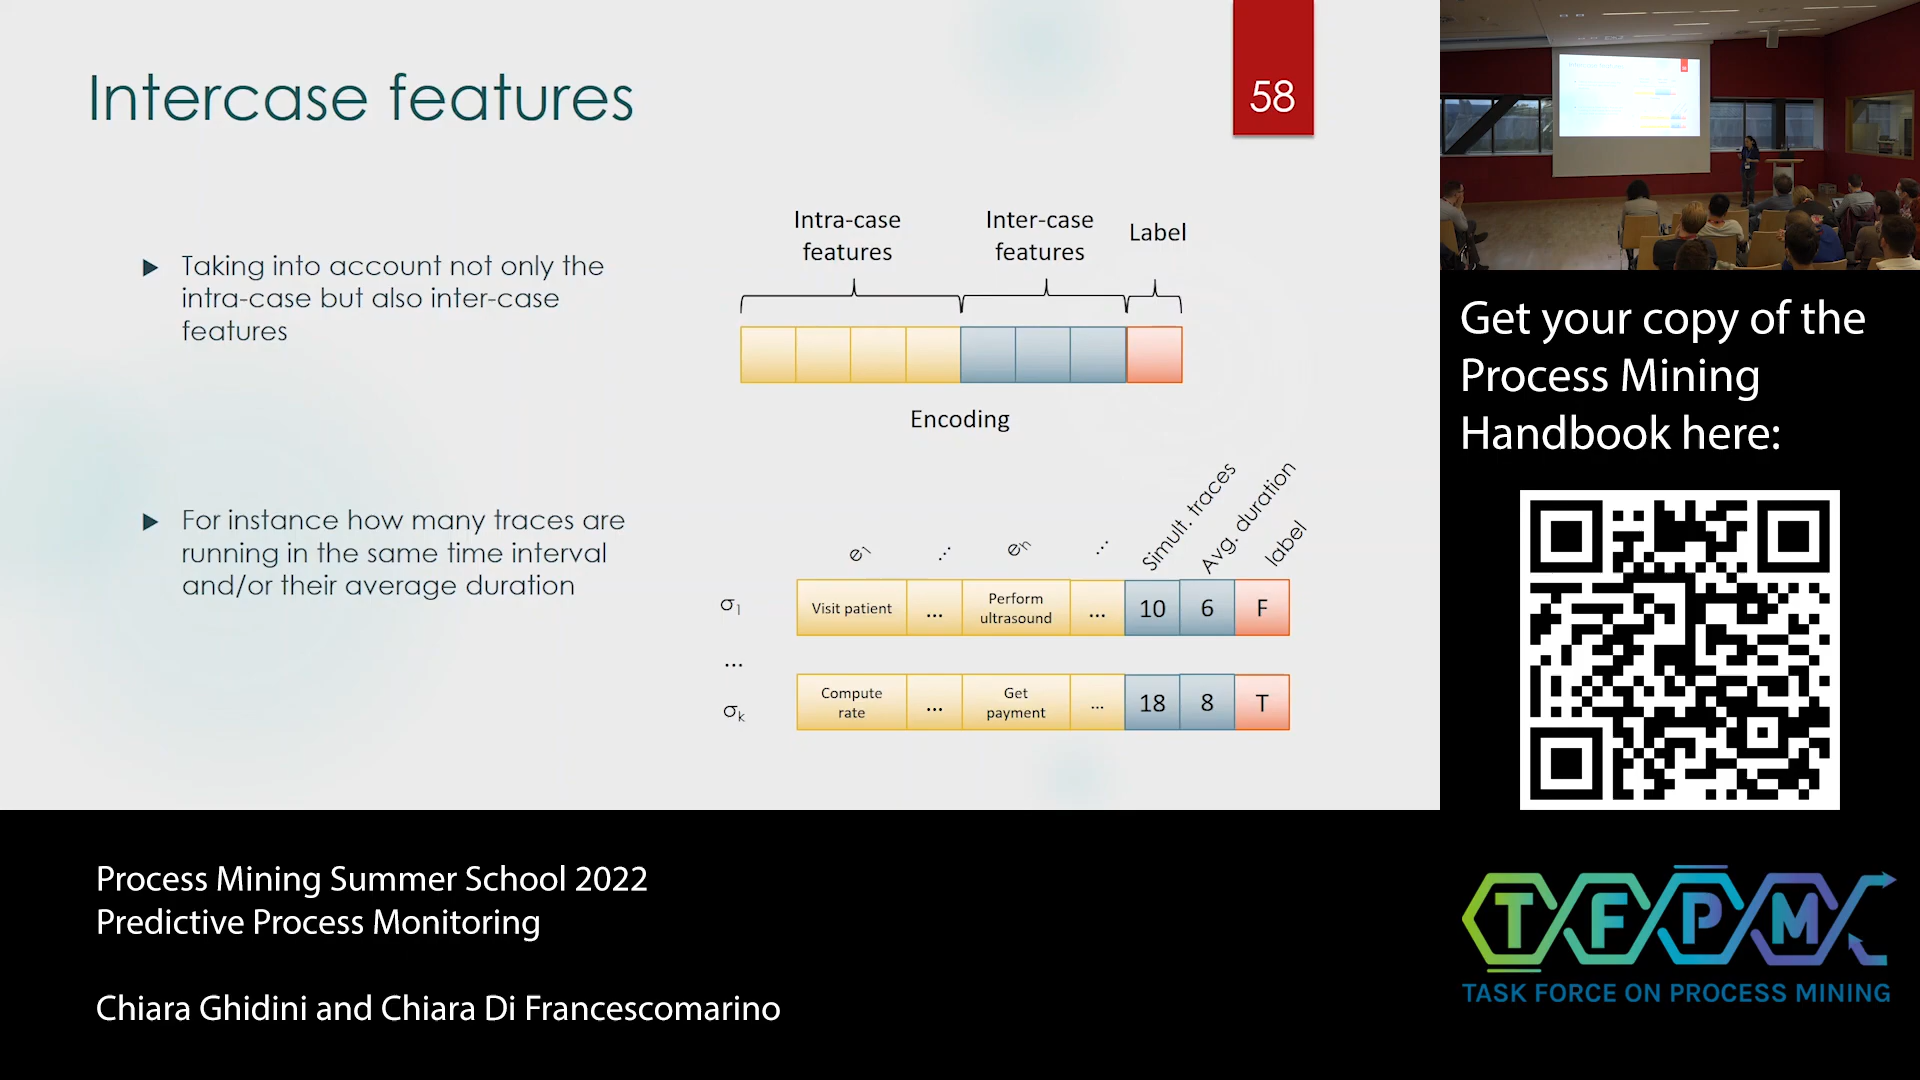 Intercase features
58
Taking into account not only the
intra-case but also inter-case
features
For instance how many traces are
running in the same time interval
and/or their average duration
Intra-case
features
Inter-case
features
Label
Encoding
e1
...
eh
...
Simult. traces
Avg. duration
label
σ1
Visit patient
...
Perform
ultrasound
...
10
6
F
...
σk
Compute
rate
...
Get
payment
...
18
8
T
Get your copy of the
Process Mining
Handbook here:
Process Mining Summer School 2022
Predictive Process Monitoring
Chiara Ghidini and Chiara Di Francescomarino
TFPM
TASK FORCE ON PROCESS MINING